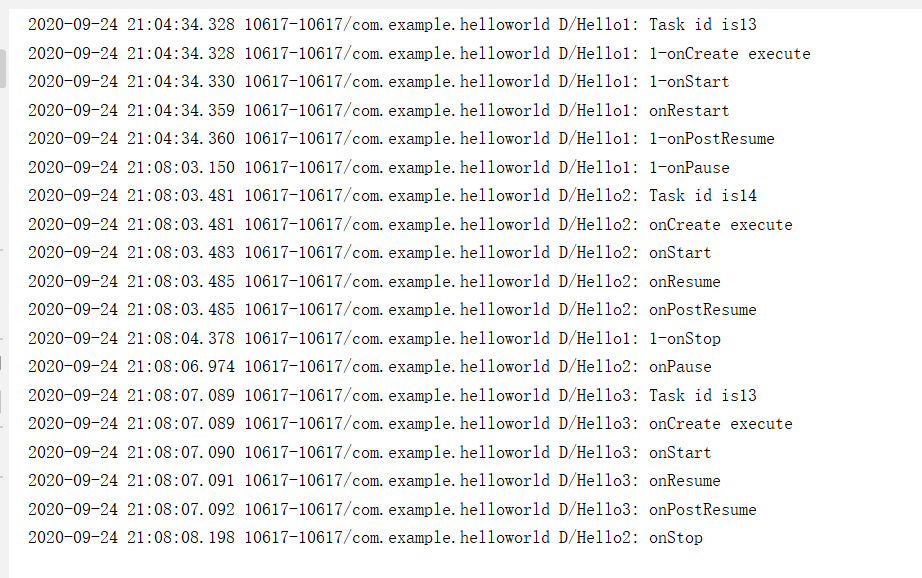 2020-09-24 21:04:34.328 10617-10617/com.example.helloworld D/Hello1: Task id is13
2020-09-24 21:04:34.328 10617-10617/com.example.helloworld D/Hello1: 1-onCreate execute
2020-09-24 21:04:34.330 10617-10617/com.example.helloworld D/Hello1: 1-onStart
2020-09-24 21:04:34.359 10617-10617/com.example.helloworld D/Hello1: onRestart
2020-09-24 21:04:34.360 10617-10617/com.example.helloworld D/Hello1: 1-onPostResume
2020-09-24 21:08:03.150 10617-10617/com.example.helloworld D/Hello1: 1-onPause
2020-09-24 21:08:03.481 10617-10617/com.example.helloworld D/Hello2: Task id is14
2020-09-24 21:08:03.481 10617-10617/com.example.helloworld D/Hello2: onCreate execute
2020-09-24 21:08:03.483 10617-10617/com.example.helloworld D/Hello2: onStart
2020-09-24 21:08:03.485 10617-10617/com.example.helloworld D/Hello2: onResume
2020-09-24 21:08:03.485 10617-10617/com.example.helloworld D/Hello2: onPostResume
2020-09-24 21:08:04.378 10617-10617/com.example.helloworld D/Hello1: 1-onStop
2020-09-24 21:08:06.974 10617-10617/com.example.helloworld D/Hello2: onPause
2020-09-24 21:08:07.089 10617-10617/com.example.helloworld D/Hello3: Task id is13
2020-09-24 21:08:07.089 10617-10617/com.example.helloworld D/Hello3: onCreate execute
2020-09-24 21:08:07.090 10617-10617/com.example.helloworld D/Hello3: onStart
2020-09-24 21:08:07.091 10617-10617/com.example.helloworld D/Hello3: onResume
2020-09-24 21:08:07.092 10617-10617/com.example.helloworld D/Hello3: onPostResume
2020-09-24 21:08:08.198 10617-10617/com.example.helloworld D/Hello2: onStop